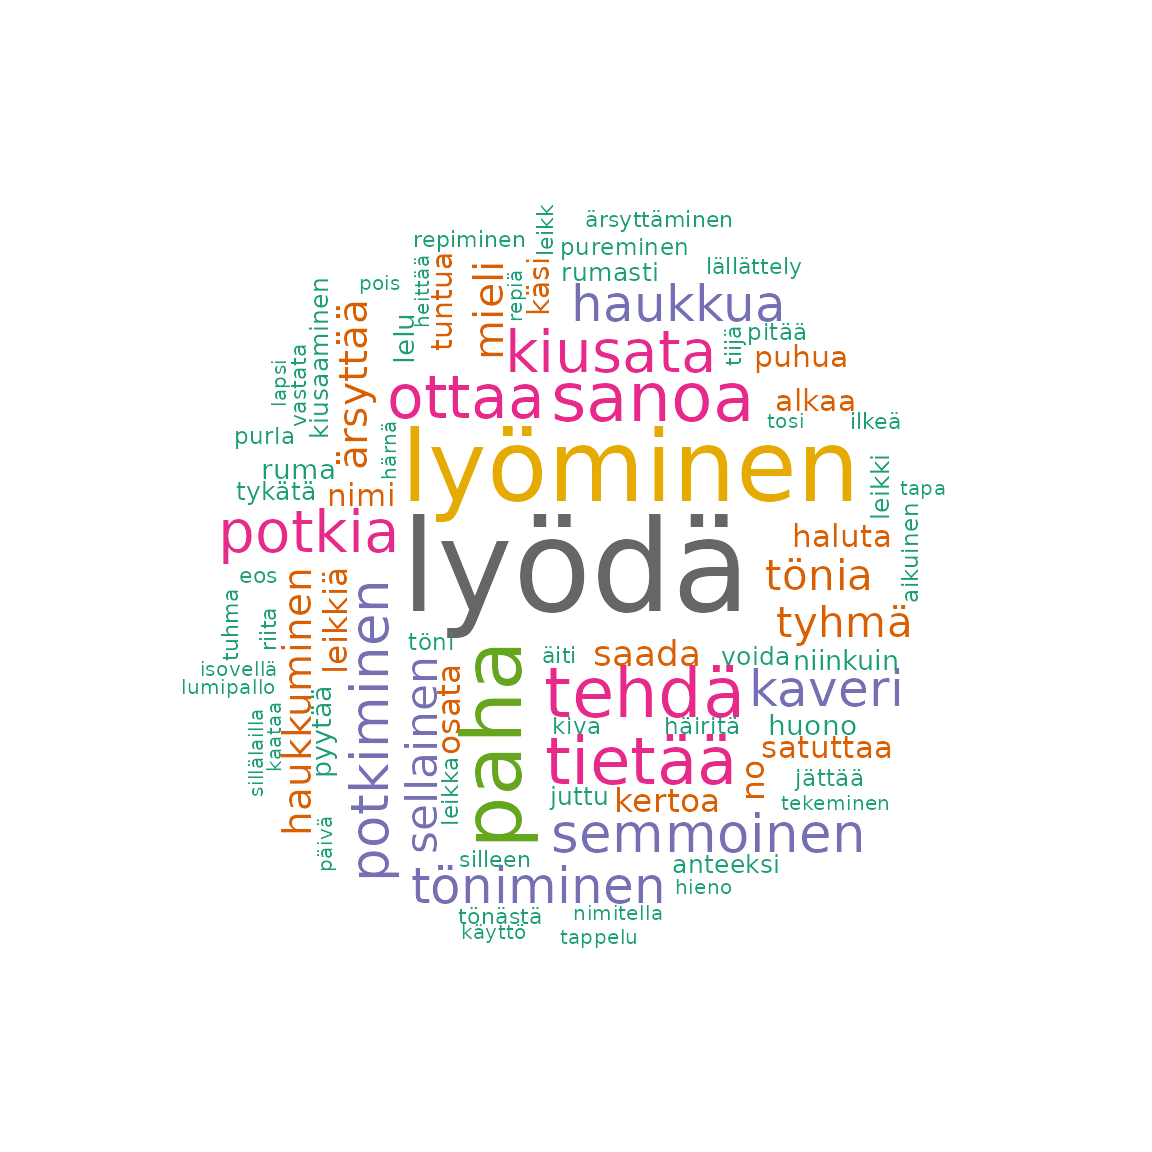 leikk
ärsyttäminen
repiminen
pureminen
lällättely
rumasti
heittää
tuntua
mieli
repiä
käsi
pois
haukkua
kiusaaminen
ärsyttää
lelu
kiusata
tiijä
pitää
puhua
lapsi
vastata
ottaa
sanoa
alkaa
tosi
ilkeä
purla
härnä
lyöminen
ruma
tykätä
nimi
leikki
tapa
potkia
lyödä
haluta
aikuinen
eos
tönia
tuhma
riita
haukkuminen
leikkiä
potkiminen
tyhmä
töni
äiti
saada
voida
niinkuin
isovellä
lumipallo
pyytää
sellainen
osata
paha
tehdä
kaveri
sillälailla
kaataa
kiva
häiritä
huono
tietää
satuttaa
no
jättää
leikka
juttu
kertoa
tekeminen
päivä
semmoinen
silleen
anteeksi
töniminen
hieno
tönästä
nimitella
käyttö
tappelu